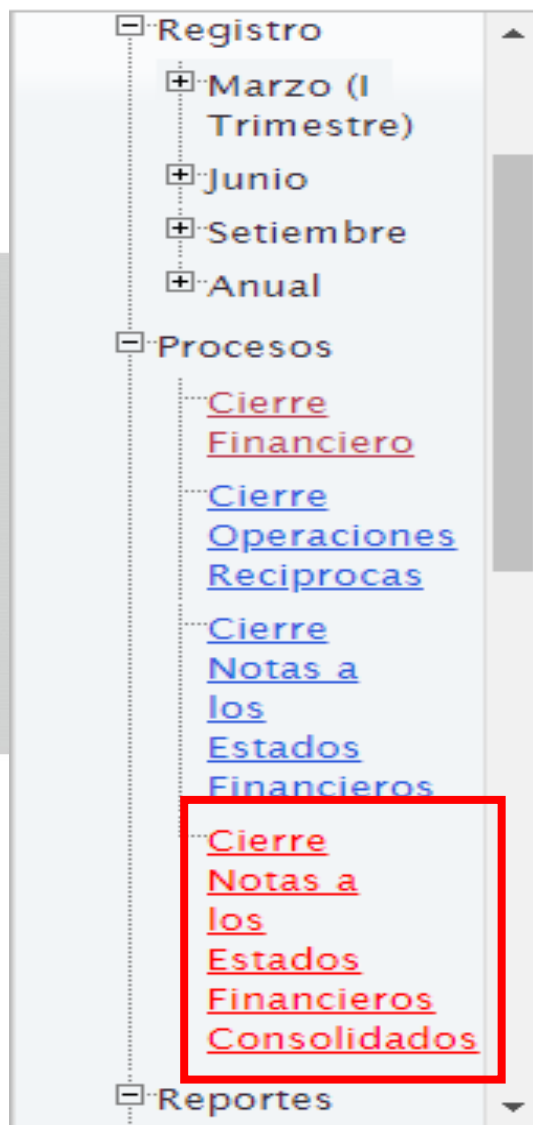 Registro
Marzo (I
Trimestre)
Junio
Setiembre
Anual
Procesos
Cierre
Financiero
Cierre
Operaciones
Reciprocas
Cierre
Notas a
los
Estados
Financieros
Cierre
Notas a
los
Estados
Financieros
Consolidados
Reportes